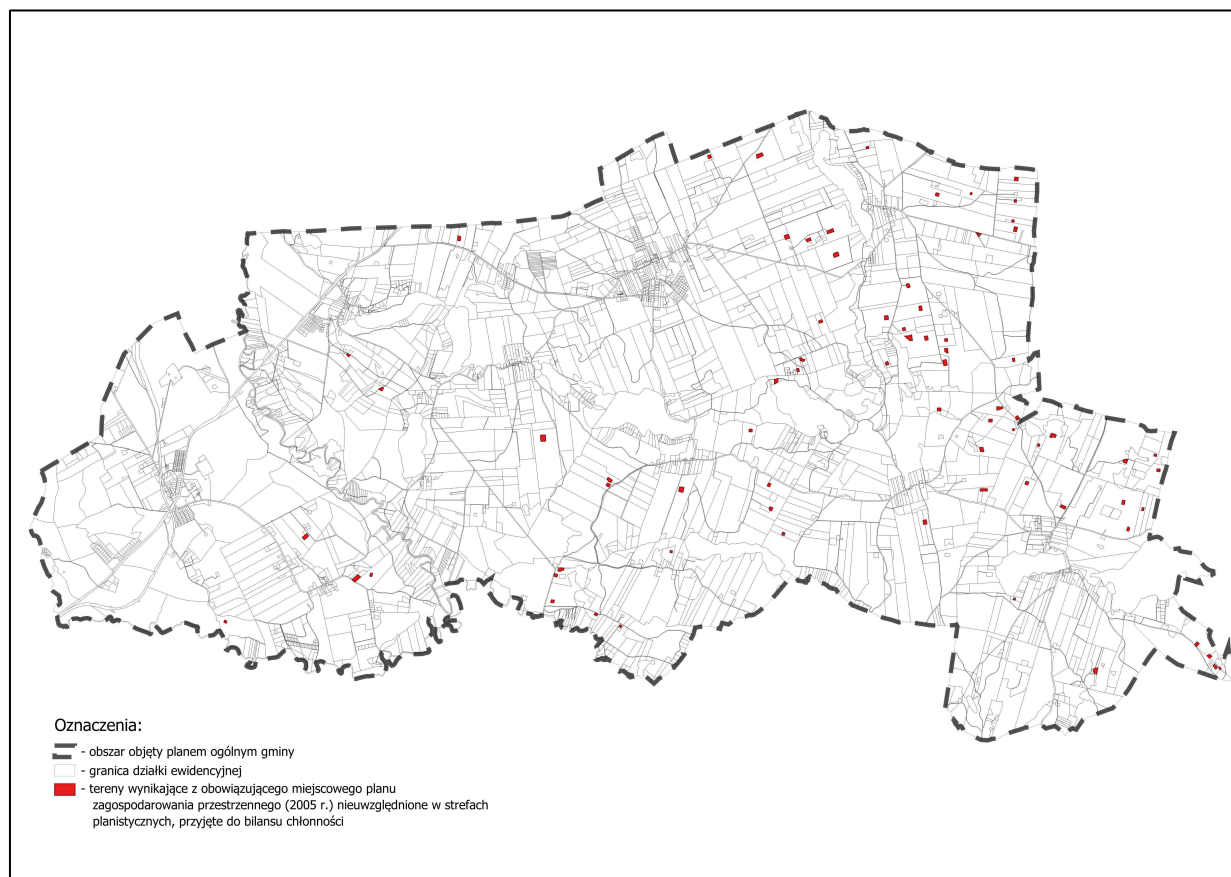 Oznaczenia:
- obszar objęty planem ogólnym gminy
- granica działki ewidencyjnej
- tereny wynikające z obowiązującego miejscowego planu
zagospodarowania przestrzennego (2005 r.) nieuwzględnione w strefach
planistycznych, przyjęte do bilansu chłonności